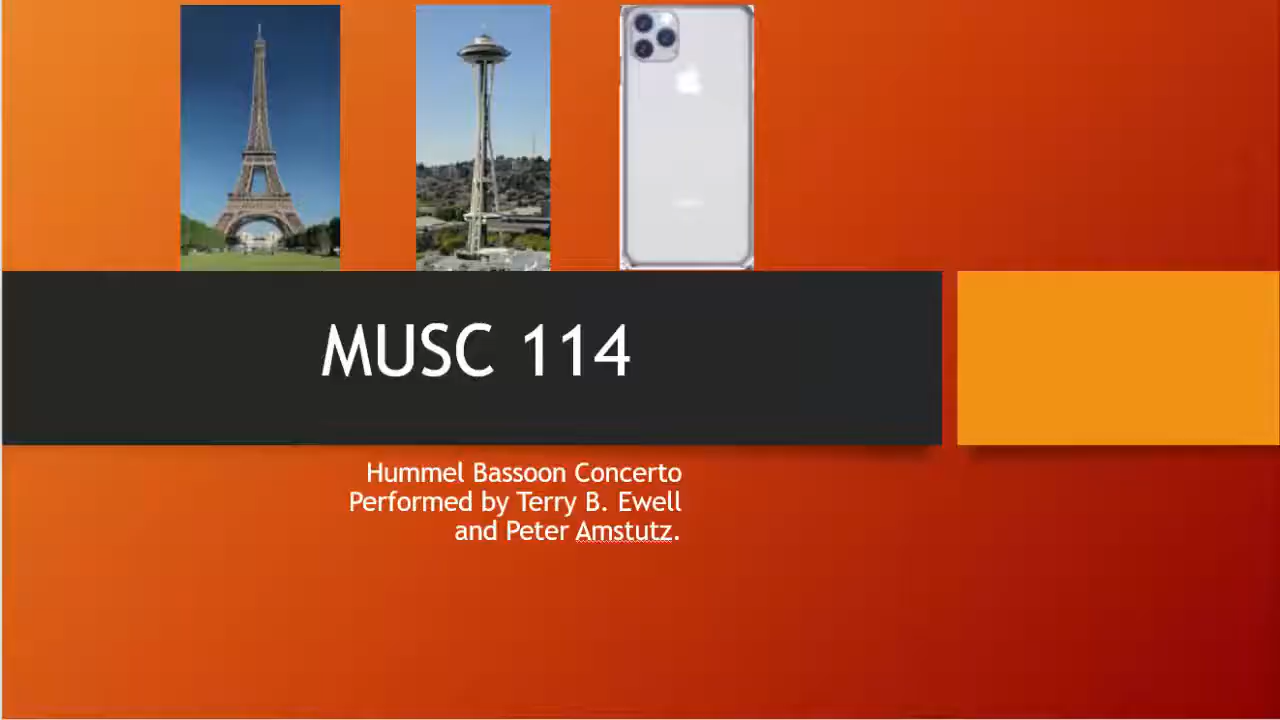 MUSC 114
Hummel Bassoon Concerto
Performed by Terry B. Ewell
and Peter Amstutz.